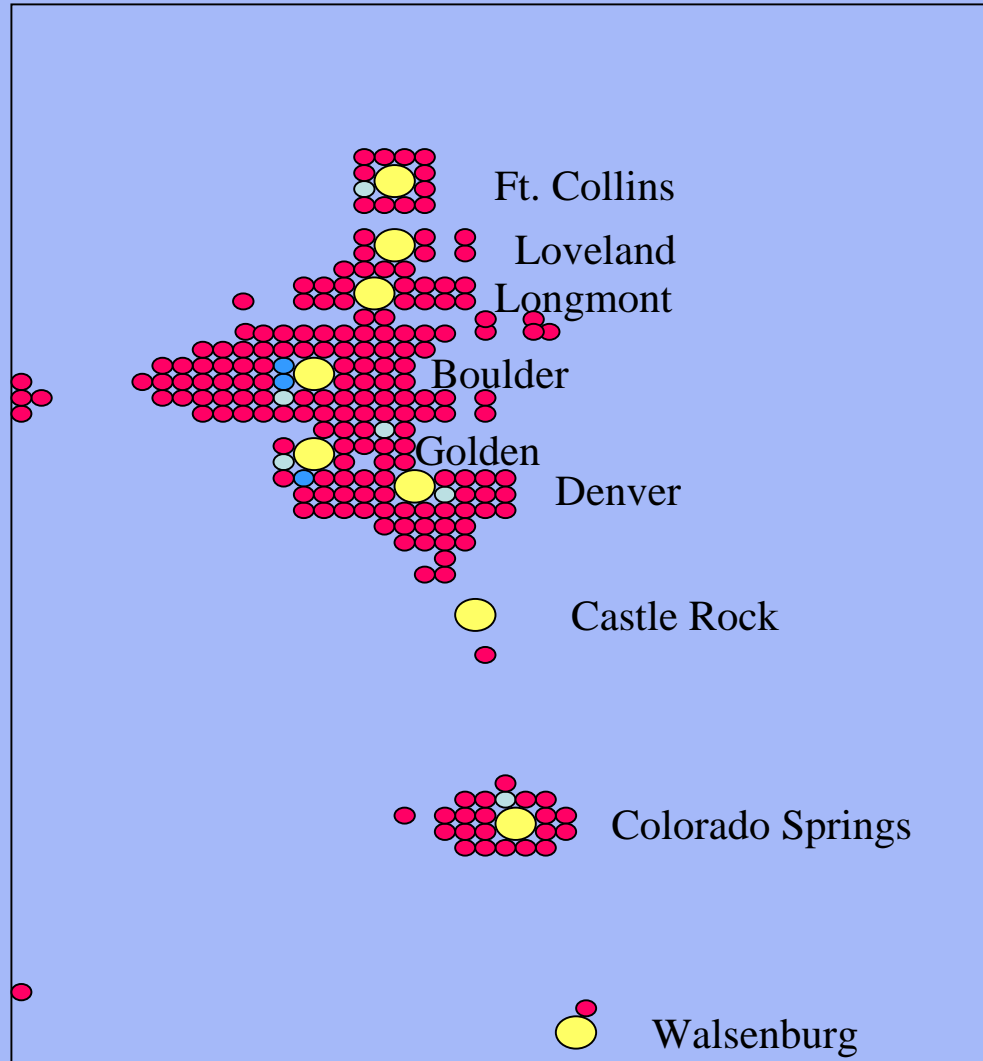 Ft. Collins
Loveland
Longmont
Boulder
Golden
Denver
Castle Rock
Colorado Springs
Walsenburg